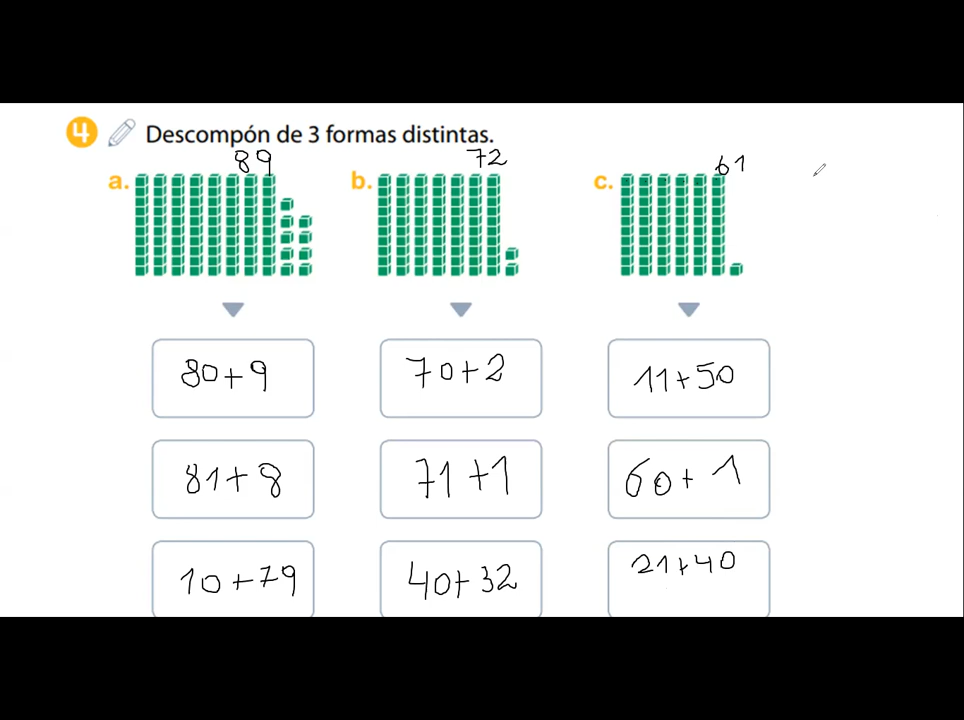 4 Descompón de 3 formas distintas.
89 72 61
a. b. c.
80+9 70+2 11+50
81+8 71+1 60+1
10+79 40+32 21+40